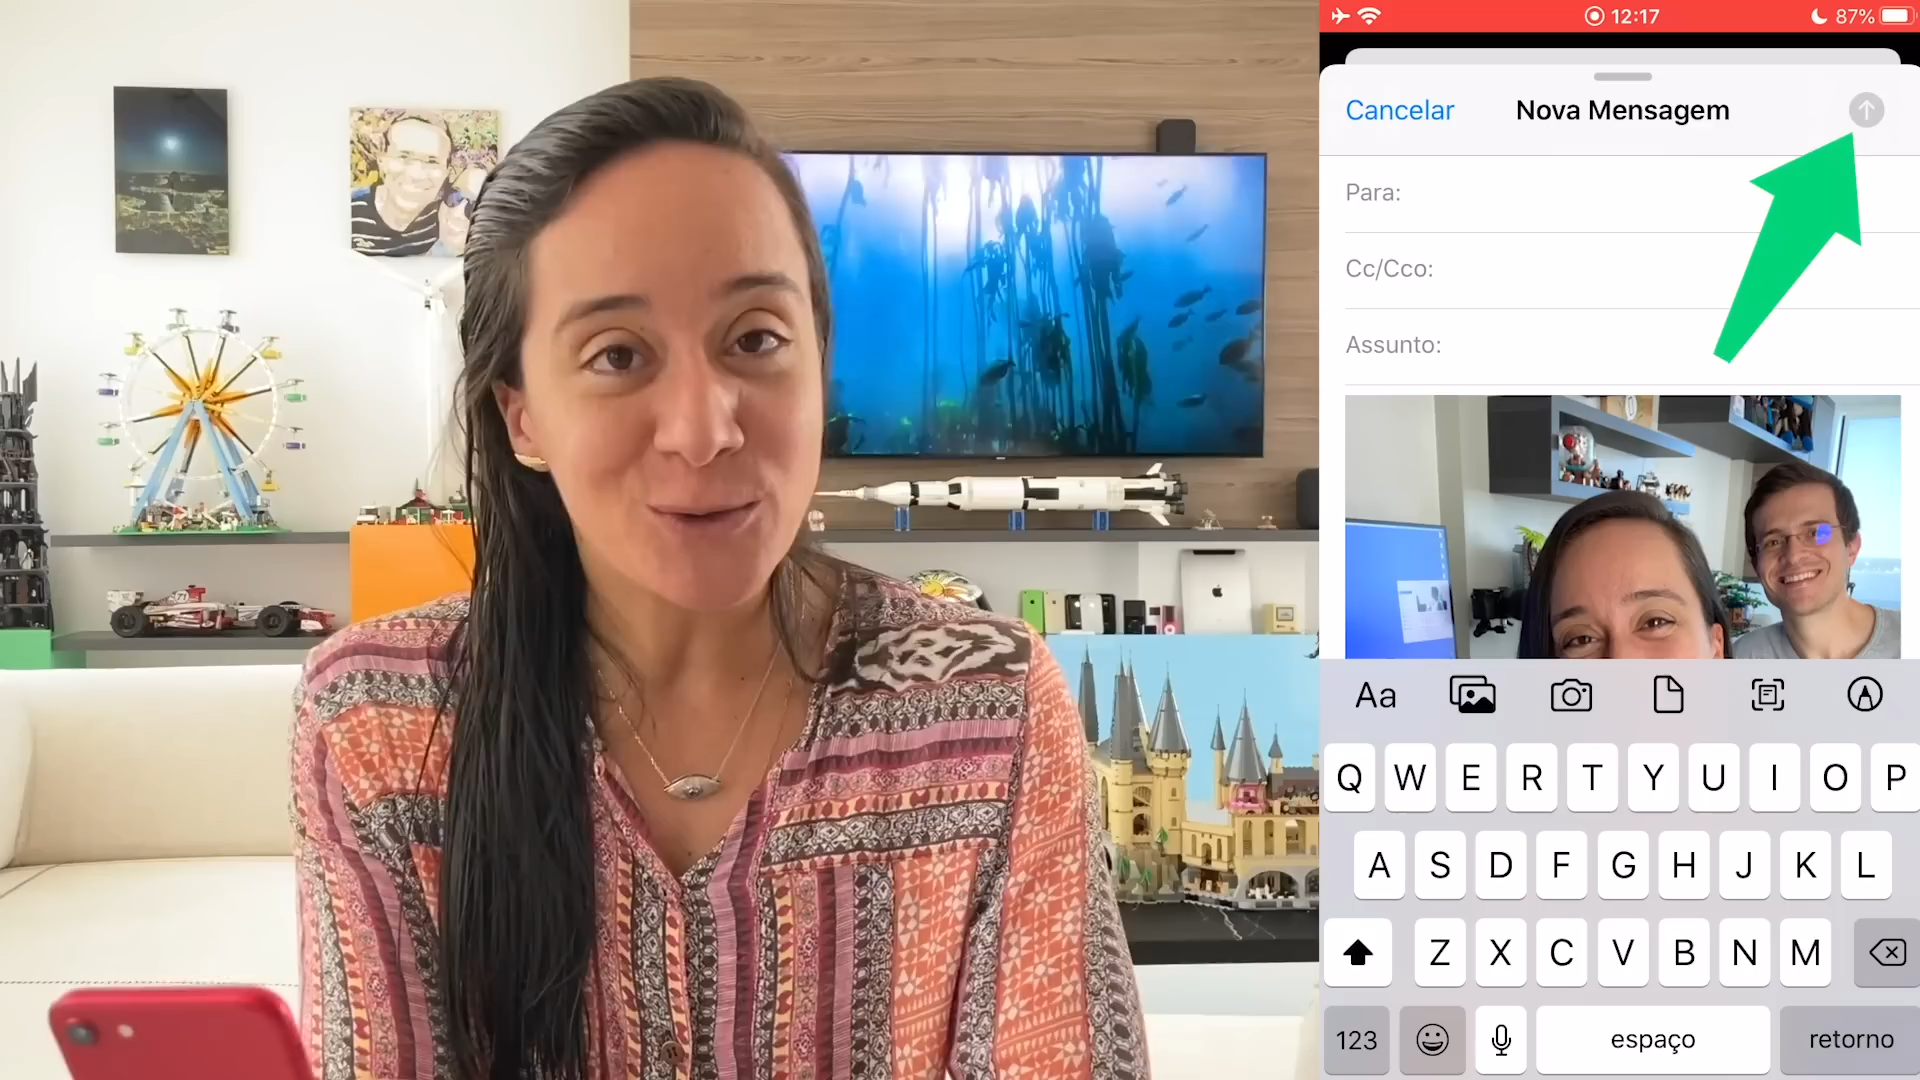 12:17
87%
Cancelar
Nova Mensagem
Para:
Cc/Cco:
Assunto:
Aa
Q W E R T Y U I O P
A S D F G H J K L
Z X C V B N M
123
espaço
retorno